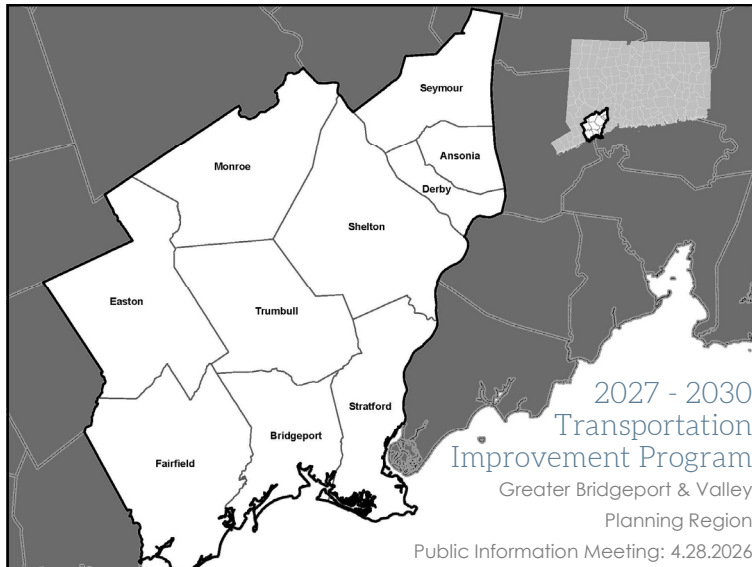 Seymour
Ansonia
Monroe
Derby
Shelton
Easton
Trumbull
Stratford
Bridgeport
Fairfield
2027 - 2030
Transportation
Improvement Program
Greater Bridgeport & Valley
Planning Region
Public Information Meeting: 4.28.2026